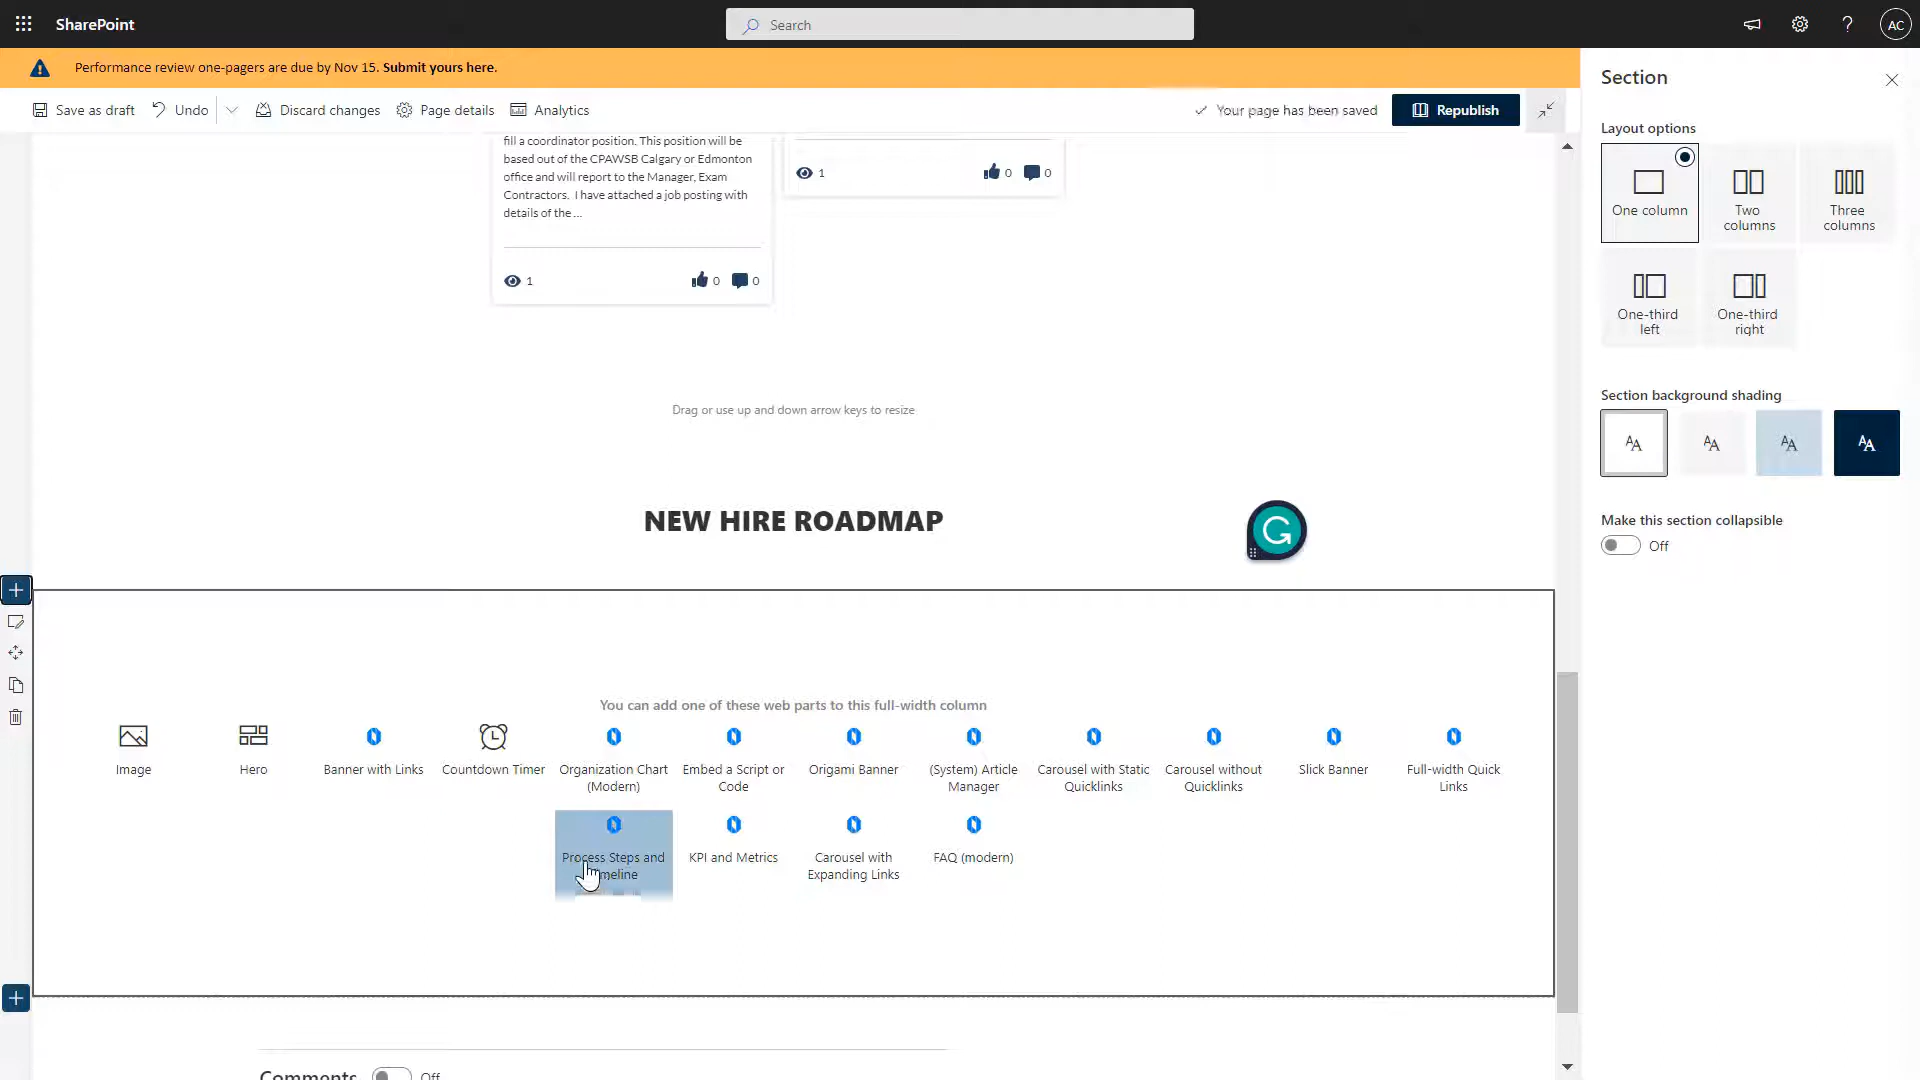 SharePoint
Search
AC
Performance review one-pagers are due by Nov 15. Submit yours here.
Save as draft
Undo
Discard changes
Page details
Analytics
Your page has been saved
Republish
fill a coordinator position. This position will be
based out of the CPAWSB Calgary or Edmonton
office and will report to the Manager, Exam
Contractors. I have attached a job posting with
details of the ...
1
0
0
1
0
0
Drag or use up and down arrow keys to resize
NEW HIRE ROADMAP
G
You can add one of these web parts to this full-width column
Image
Hero
Banner with Links
Countdown Timer
Organization Chart
(Modern)
Embed a Script or
Code
Origami Banner
(System) Article
Manager
Carousel with Static
Quicklinks
Carousel without
Quicklinks
Slick Banner
Full-width Quick
Links
Process Steps and
KPI and Metrics
Carousel with
Expanding Links
FAQ (modern)
Comments
Off
Section
Layout options
One column
Two
columns
Three
columns
One-third
left
One-third
right
Section background shading
AA
AA
AA
AA
Make this section collapsible
Off